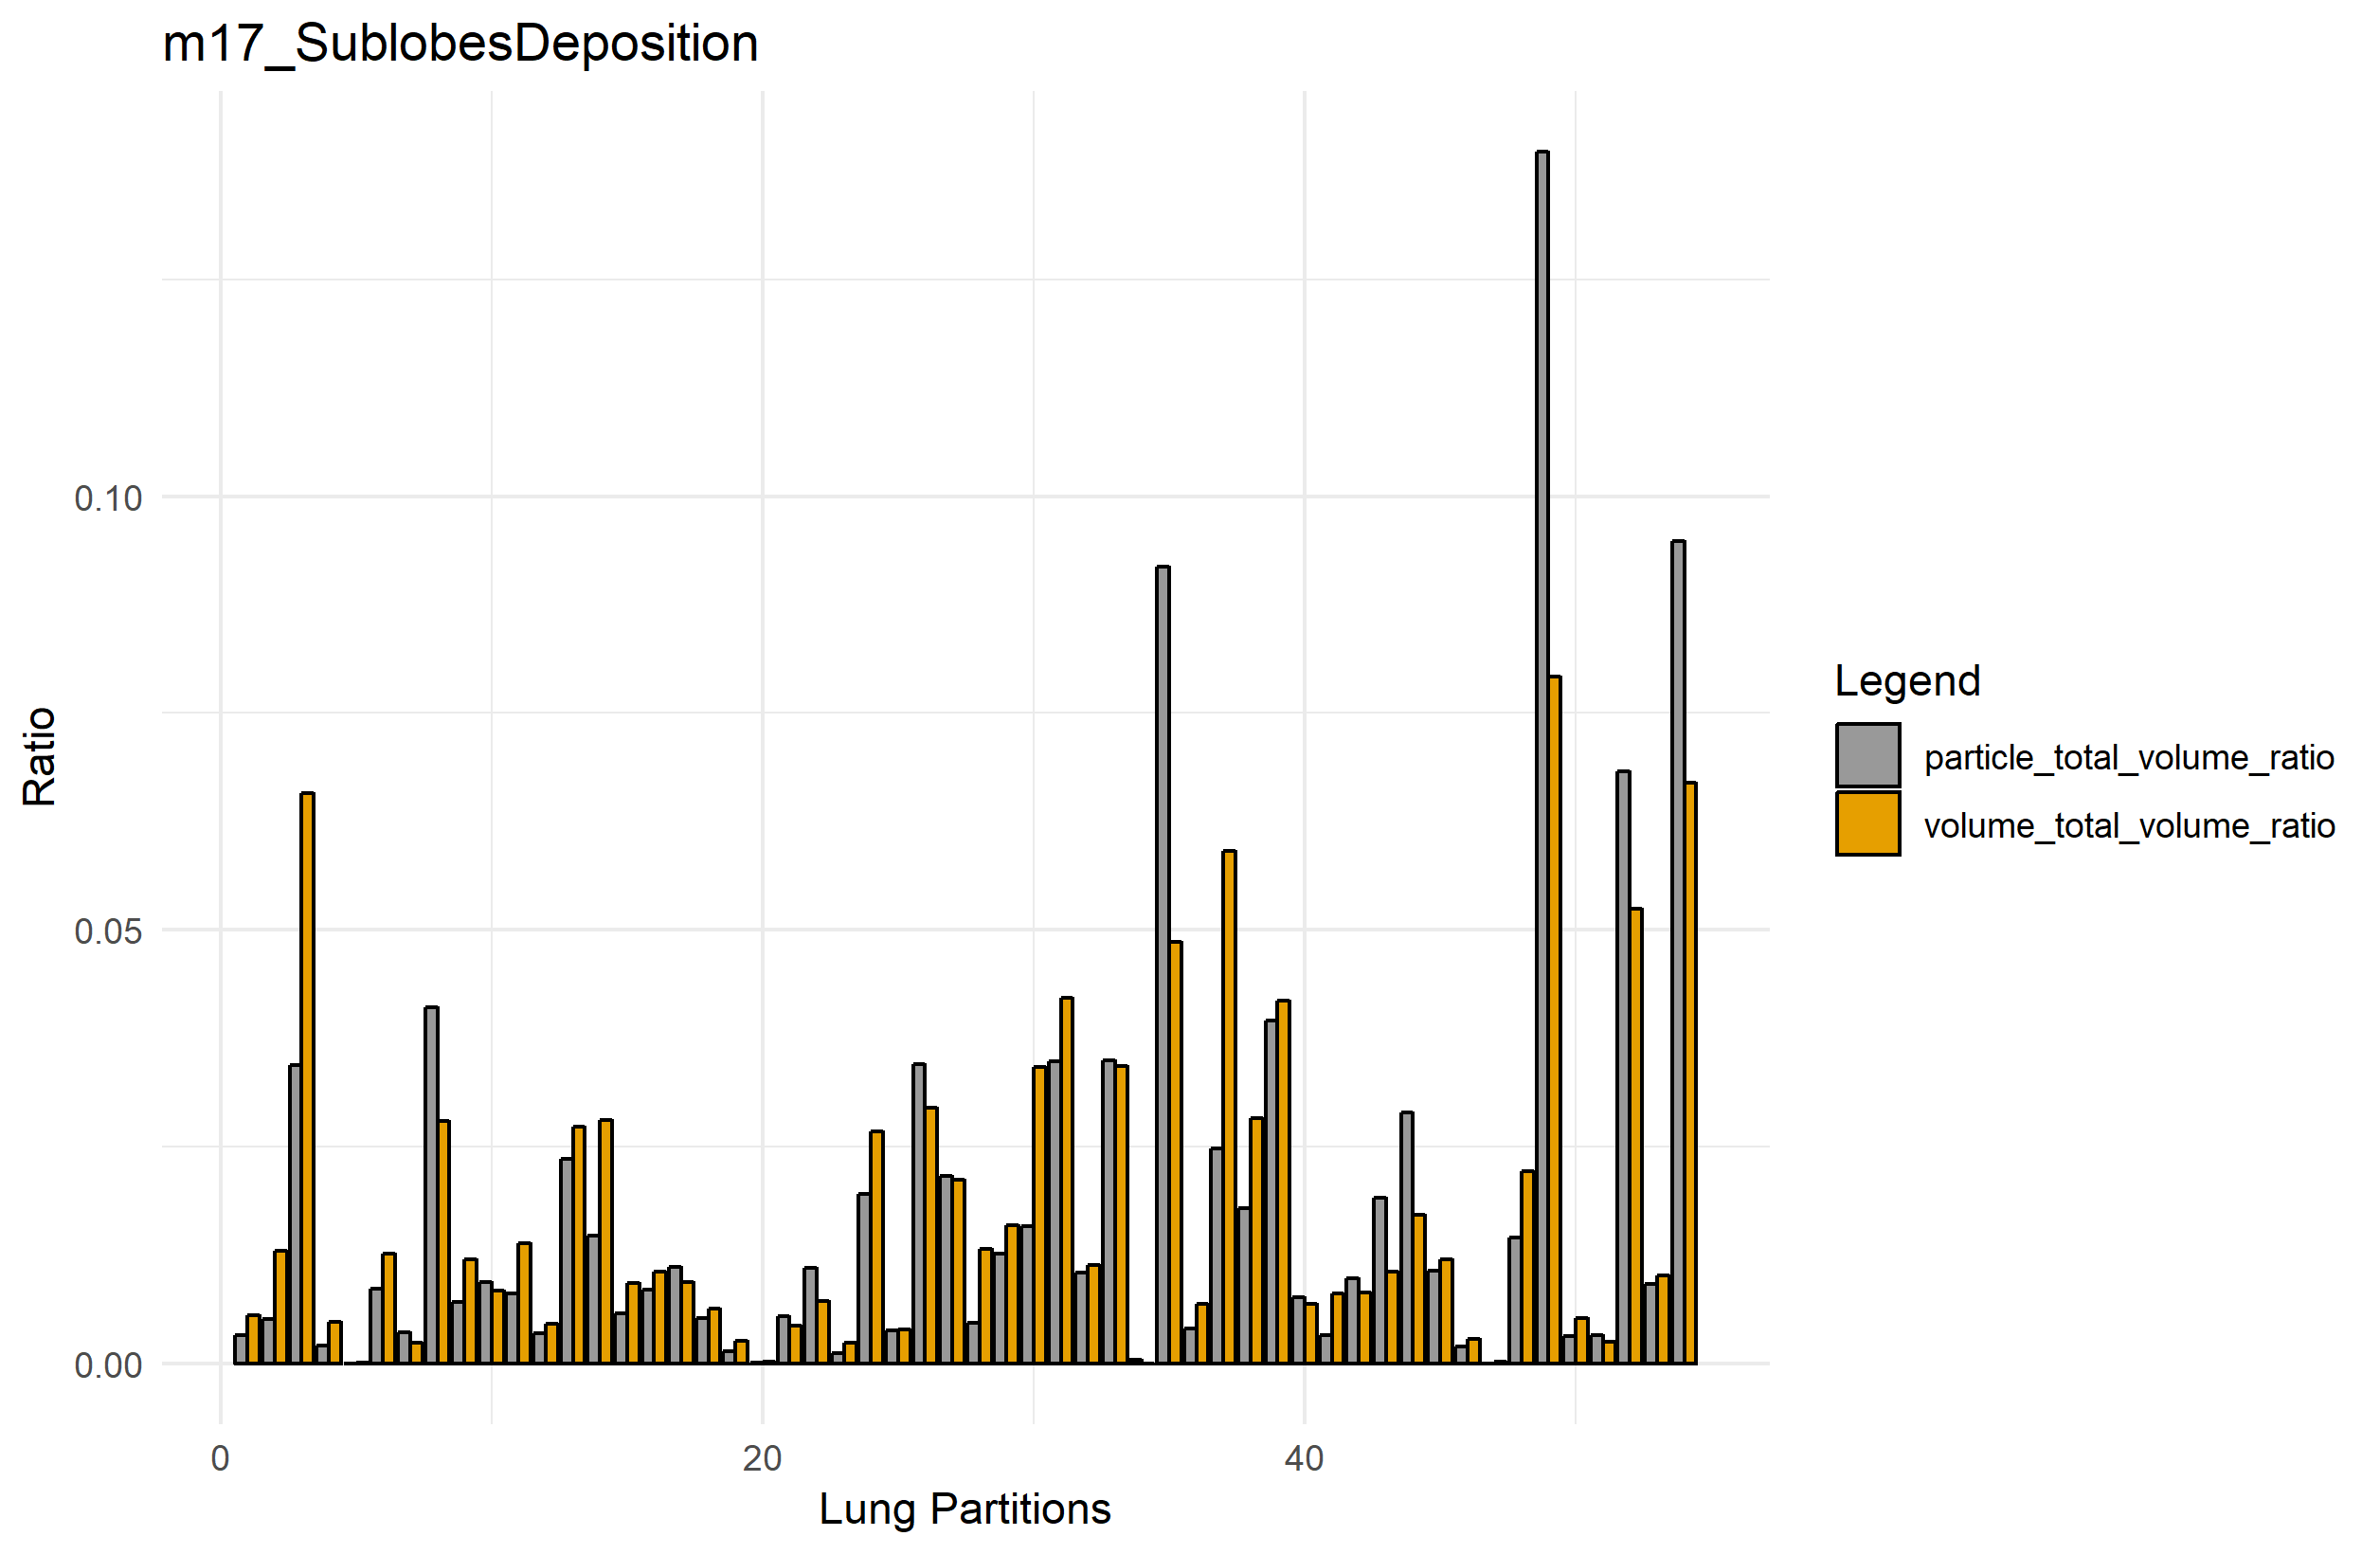 m17_SublobesDeposition
Ratio
0.10
0.05
0.00
0
20
40
Lung Partitions
Legend
particle_total_volume_ratio
volume_total_volume_ratio